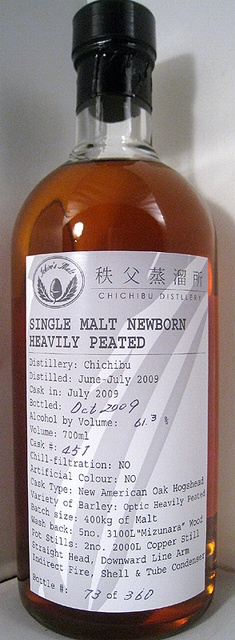 Ichiro's Malt
秩父蒸溜所
CHICHIBU DISTILLERY
SINGLE MALT NEWBORN
HEAVILY PEATED
Distillery: Chichibu
Distilled: June-July 2009
Cask in: July 2009
Bottled: Oct 2009
Alcohol by Volume: 61.3 %
Volume: 700ml
Cask #: 451
Chill-filtration: NO
Artificial Colour: NO
Cask Type: New American Oak Hogshead
Variety of Barley: Optic Heavily Peated
Batch size: 400kg of Malt
Wash back: 5no. 3100L "Mizunara" Wood
Pot Stills: 2no. 2000L Copper Still
Straight Head, Downward Line Arm
Indirect Fire, Shell & Tube Condenser
Bottle #: 73 of 360